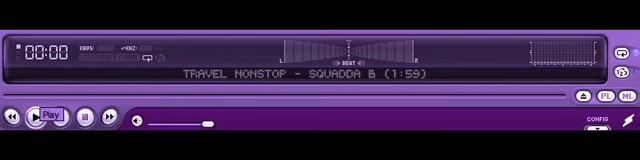 00:00 KBPS: KHZ:
L R
BEAT
TRAVEL NONSTOP - SQUADDA B (1:59)
PL ML
Play
CONFIG